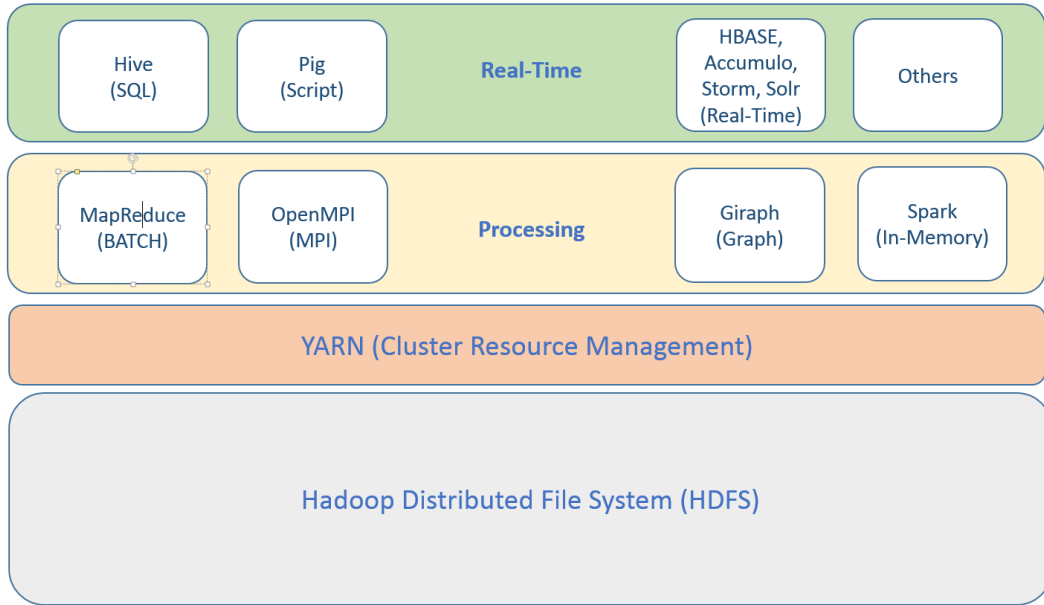 Hive
(SQL)
Pig
(Script)
Real-Time
HBASE,
Accumulo,
Storm, Solr
(Real-Time)
Others
MapReduce
(BATCH)
OpenMPI
(MPI)
Processing
Giraph
(Graph)
Spark
(In-Memory)
YARN (Cluster Resource Management)
Hadoop Distributed File System (HDFS)